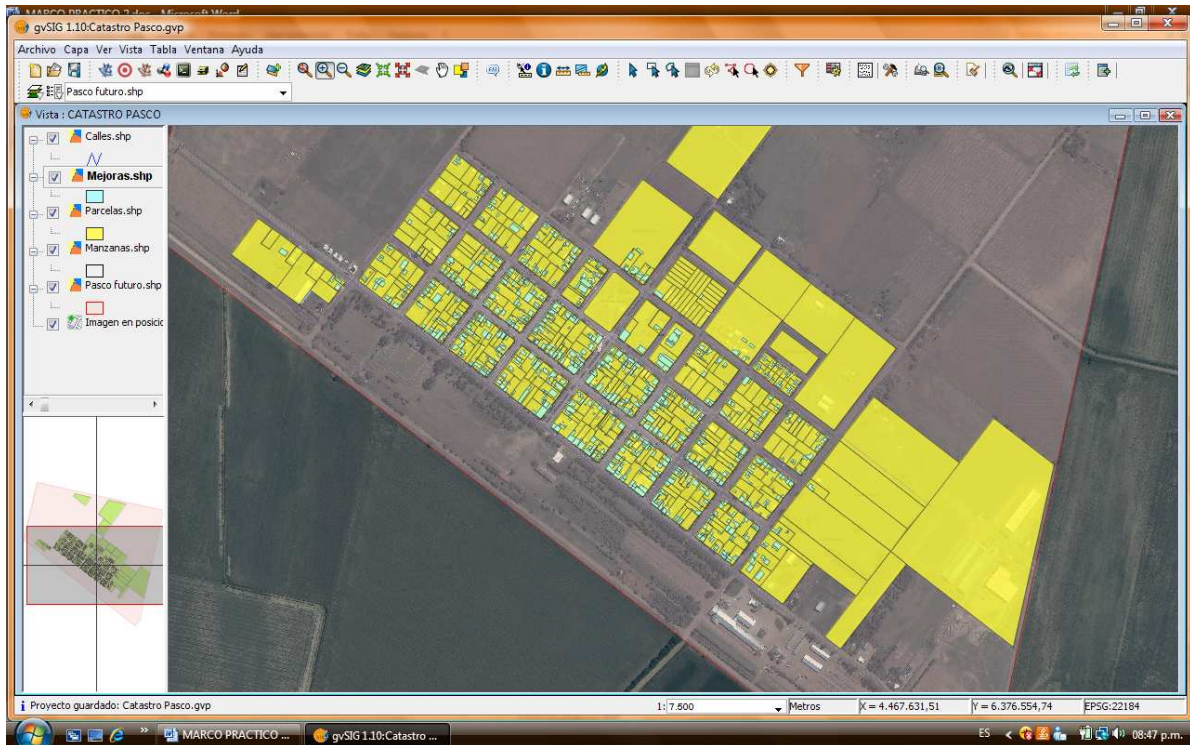 MARCO PRACTICO 2.doc - Microsoft Word
gvSIG 1.10:Catastro Pasco.gvp
Archivo Capa Ver Vista Tabla Ventana Ayuda
Pasco futuro.shp
Vista : CATASTRO PASCO
Calles.shp
Mejoras.shp
Parcelas.shp
Manzanas.shp
Pasco futuro.shp
Imagen en posicic
Proyecto guardado: Catastro Pasco.gvp 1: 7.600 Metros X = 4.467.631,51 Y = 6.376.554,74 EPSG:22184
MARCO PRACTICO ... gvSIG 1.10:Catastro ... ES 08:47 p.m.